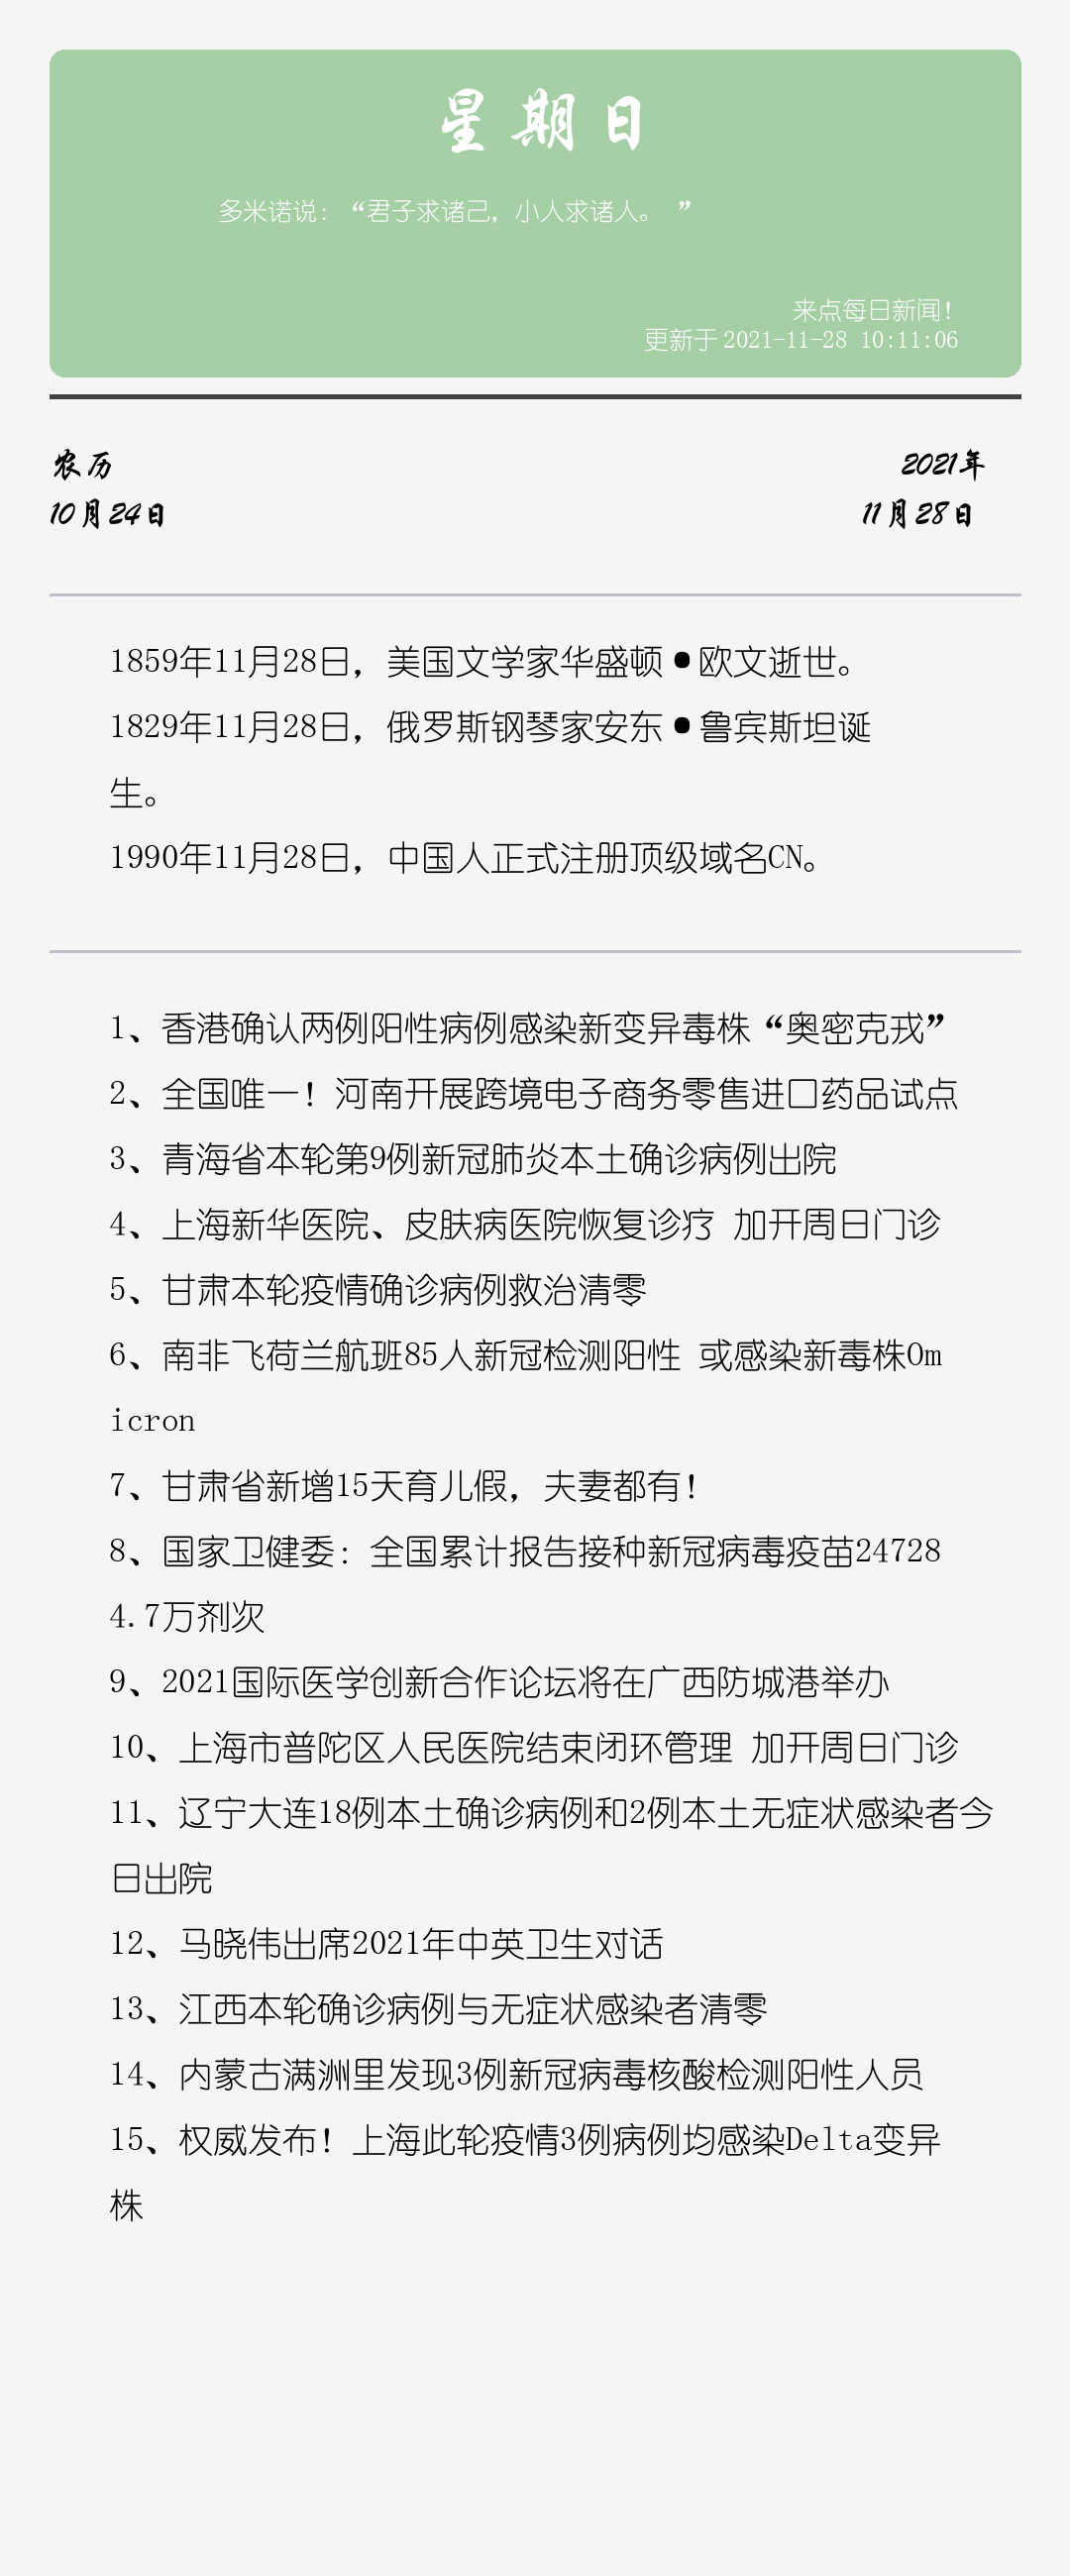 星期日
多米诺说：“君子求诸己，小人求诸人。 ”
来点每日新闻！
更新于 2021-11-28 10:11:06
农历
2021年
10月24日
11月28日
1859年11月28日，美国文学家华盛顿●欧文逝世。
1829年11月28日，俄罗斯钢琴家安东●鲁宾斯坦诞
生。
1990年11月28日，中国人正式注册顶级域名CN。
1、香港确认两例阳性病例感染新变异毒株“奥密克戎”
2、全国唯一！河南开展跨境电子商务零售进口药品试点
3、青海省本轮第9例新冠肺炎本土确诊病例出院
4、上海新华医院、皮肤病医院恢复诊疗 加开周日门诊
5、甘肃本轮疫情确诊病例救治清零
6、南非飞荷兰航班85人新冠检测阳性 或感染新毒株Om
icron
7、甘肃省新增15天育儿假，夫妻都有！
8、国家卫健委：全国累计报告接种新冠病毒疫苗24728
4.7万剂次
9、2021国际医学创新合作论坛将在广西防城港举办
10、上海市普陀区人民医院结束闭环管理 加开周日门诊
11、辽宁大连18例本土确诊病例和2例本土无症状感染者今
日出院
12、马晓伟出席2021年中英卫生对话
13、江西本轮确诊病例与无症状感染者清零
14、内蒙古满洲里发现3例新冠病毒核酸检测阳性人员
15、权威发布！上海此轮疫情3例病例均感染Delta变异
株